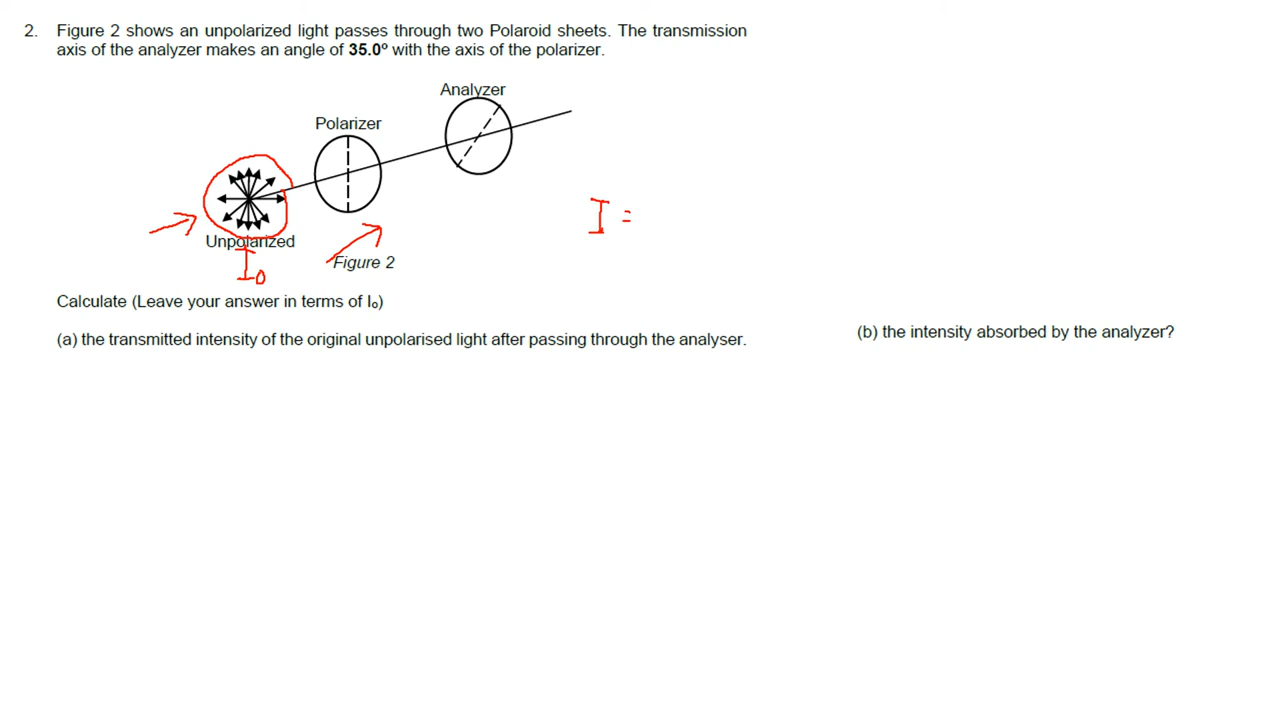 2. Figure 2 shows an unpolarized light passes through two Polaroid sheets. The transmission
axis of the analyzer makes an angle of 35.0º with the axis of the polarizer.
Analyzer
Polarizer
I =
Unpolarized
I₀
Figure 2
Calculate (Leave your answer in terms of Iₒ)
(a) the transmitted intensity of the original unpolarised light after passing through the analyser.
(b) the intensity absorbed by the analyzer?